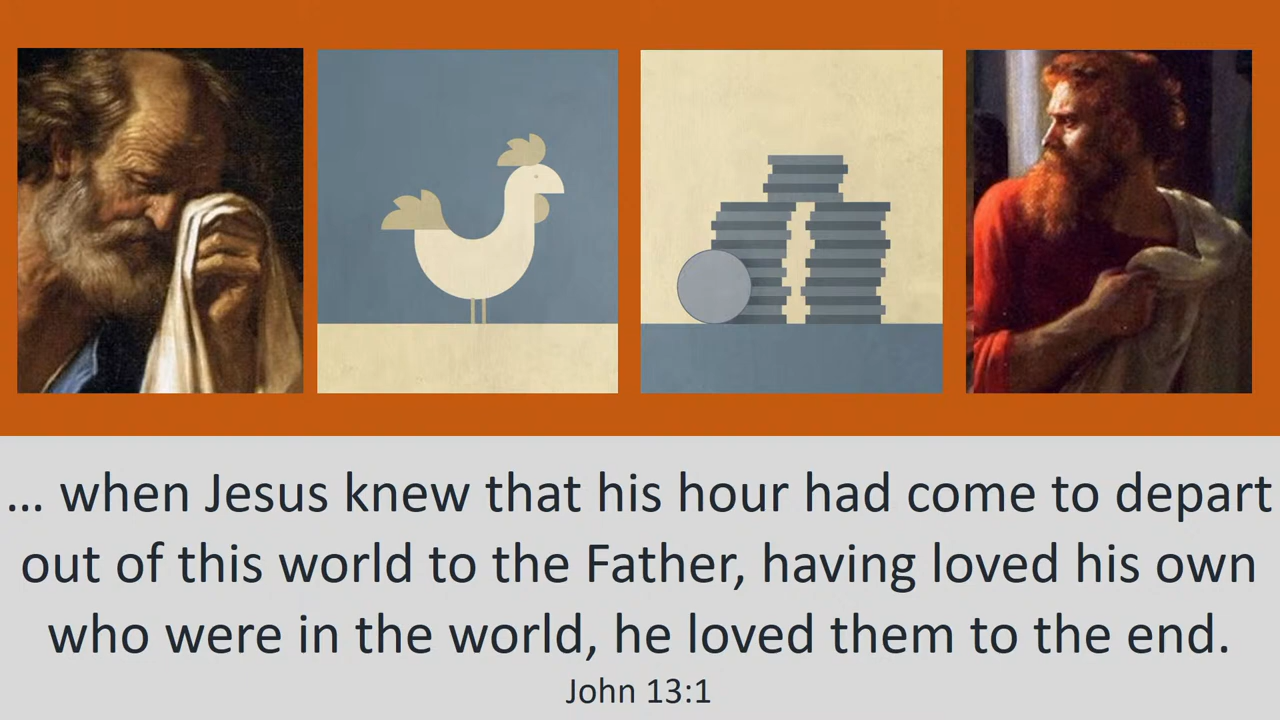 ... when Jesus knew that his hour had come to depart
out of this world to the Father, having loved his own
who were in the world, he loved them to the end.
John 13:1